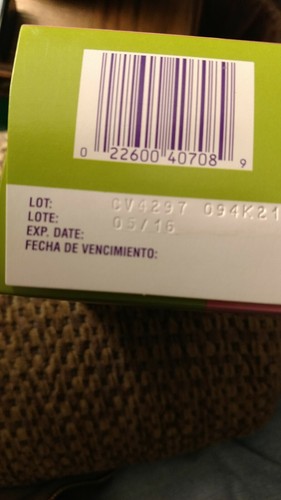 0 22600 40708 9
LOT: CV4297 094K21
LOTE: 05/16
EXP. DATE:
FECHA DE VENCIMIENTO: